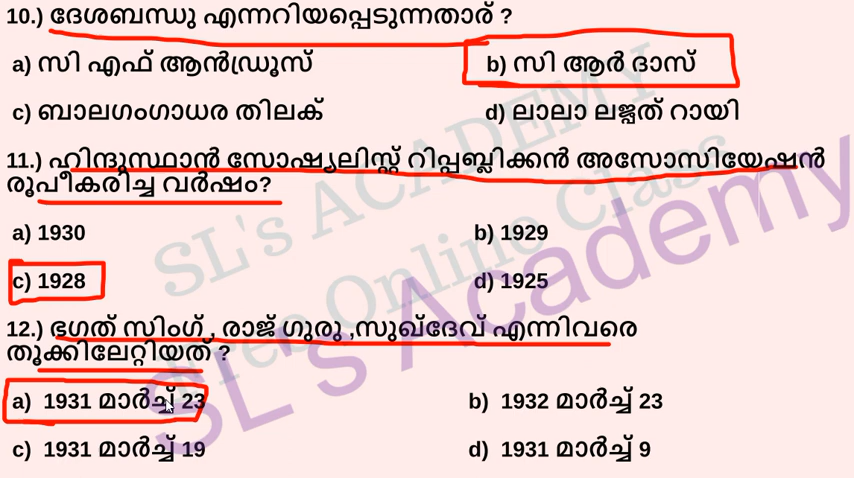 10.) ദേശബന്ധു എന്നറിയപ്പെടുന്നതാര് ?
a) സി എഫ് ആൻഡ്രൂസ് b) സി ആർ ദാസ്
c) ബാലഗംഗാധര തിലക് d) ലാലാ ലജ്പത് റായി
11.) ഹിന്ദുസ്ഥാൻ സോഷ്യലിസ്റ്റ് റിപ്പബ്ലിക്കൻ അസോസിയേഷൻ
രൂപീകരിച്ച വർഷം?
a) 1930 b) 1929
c) 1928 d) 1925
12.) ഭഗത് സിംഗ് , രാജ് ഗുരു ,സുഖ്ദേവ് എന്നിവരെ
തൂക്കിലേറ്റിയത് ?
a) 1931 മാർച്ച് 23 b) 1932 മാർച്ച് 23
c) 1931 മാർച്ച് 19 d) 1931 മാർച്ച് 9
SL's ACADEMY
Free Online Class
SL's Academy